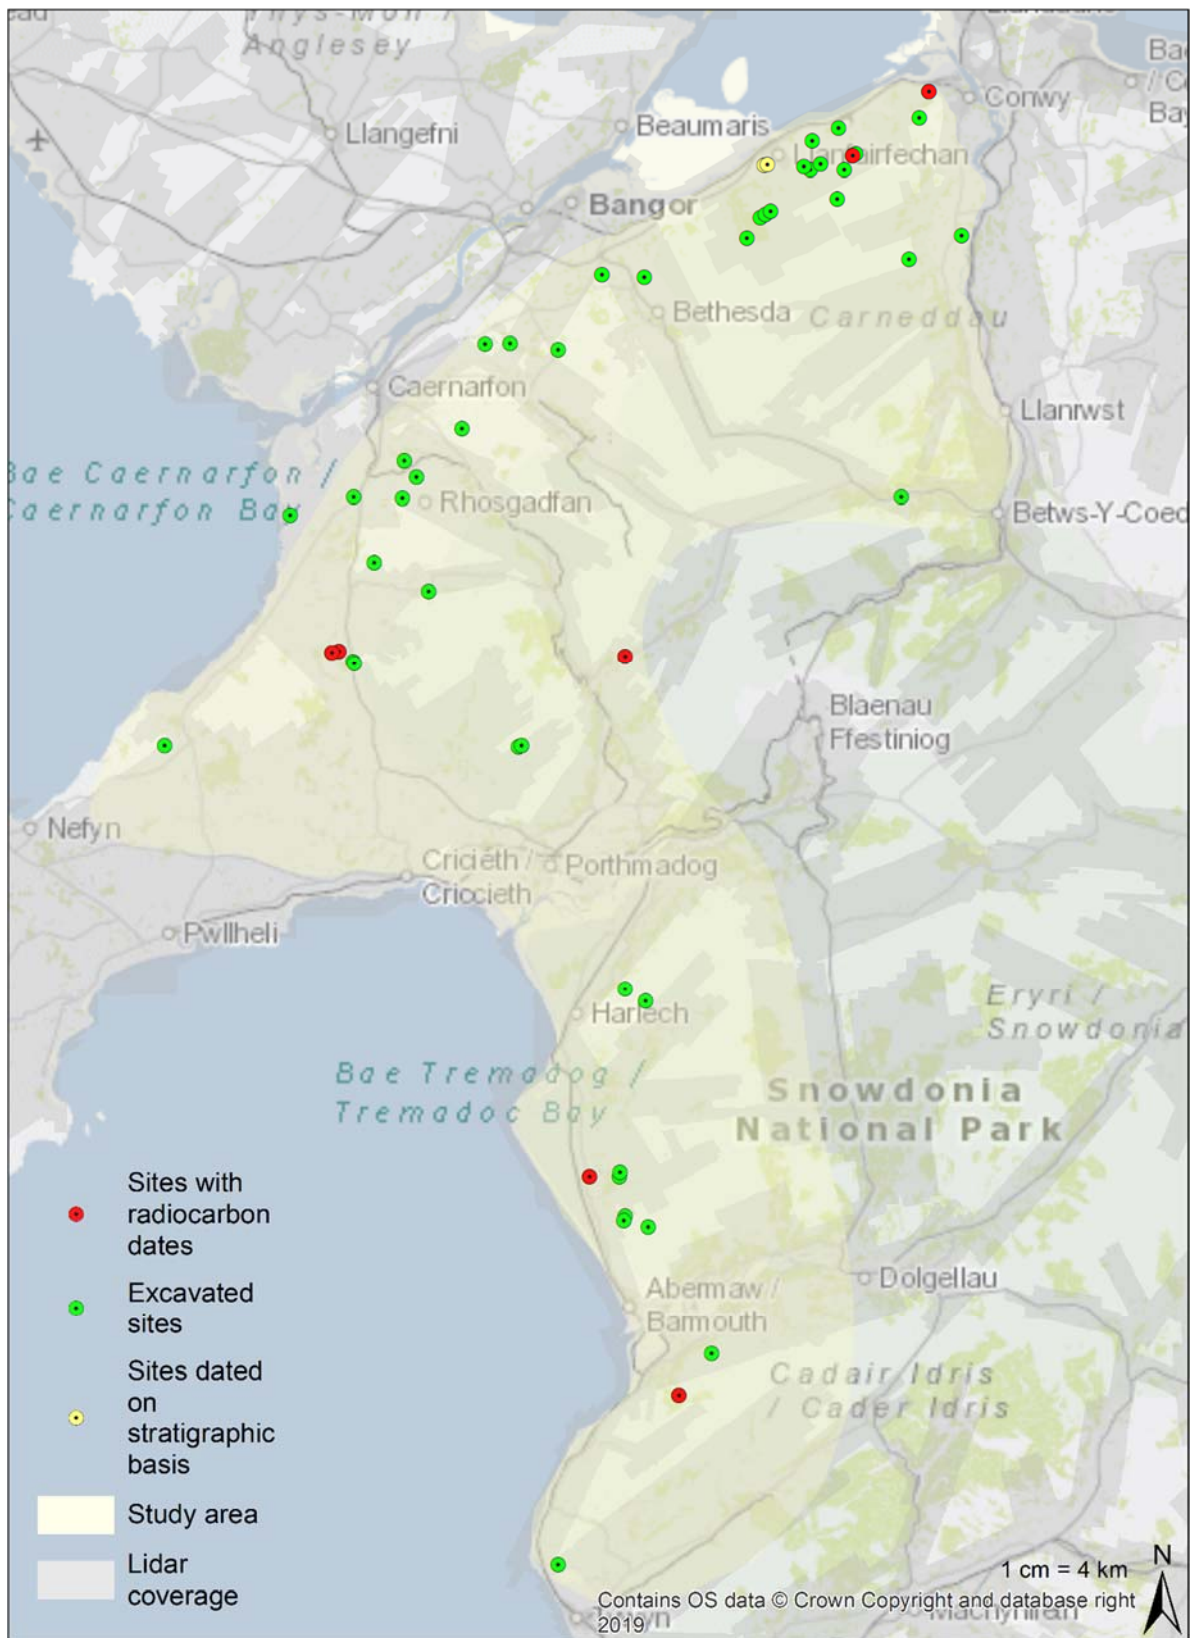 Anglesey
Llangefni
Beaumaris
Conwy
Llanfairfechan
Bangor
Bethesda
Carneddau
Caernarfon
Llanrwst
Bae Caernarfon /
Caernarfon Bay
Rhosgadfan
Betws-Y-Coed
Blaenau
Ffestiniog
Nefyn
Cricieth /
Criccieth
Porthmadog
Pwllheli
Eryri /
Snowdonia
Harlech
Bae Tremadog /
Tremadoc Bay
Snowdonia
National Park
Dolgellau
Abermaw /
Barmouth
Cadair Idris
/ Cader Idris
Sites with
radiocarbon
dates
Excavated
sites
Sites dated
on
stratigraphic
basis
Study area
Lidar
coverage
N
1 cm = 4 km
Contains OS data © Crown Copyright and database right
2019